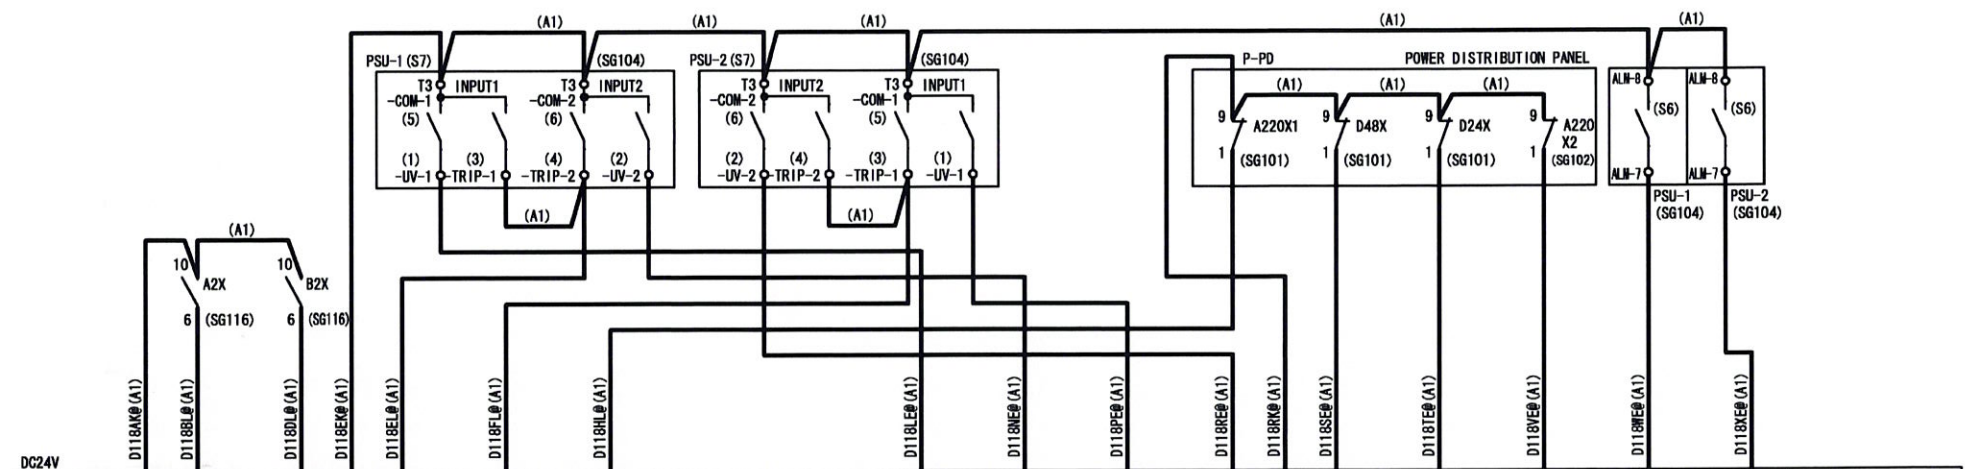 (A1) (A1) (A1) (A1) (A1)
PSU-1(S7) (SG104) PSU-2(S7) (SG104) P-PD POWER DISTRIBUTION PANEL
T3 INPUT1 T3 INPUT2 T3 INPUT2 T3 INPUT1 (A1) (A1) (A1) ALM-8 ALM-8
-COM-1 -COM-2 -COM-2 -COM-1
(5) (6) (6) (5) 9 A220X1 9 D48X 9 D24X 9 A220 X2 (S6) (S6)
(1) (3) (4) (2) (2) (4) (3) (1) 1 (SG101) 1 (SG101) 1 (SG101) 1 (SG102)
-UV-1 -TRIP-1 -TRIP-2 -UV-2 -UV-2 -TRIP-2 -TRIP-1 -UV-1 ALM-7 ALM-7
PSU-1 PSU-2
(SG104) (SG104)
(A1) (A1)
(A1)
10 A2X 10 B2X
6 (SG116) 6 (SG116)
D118AK@(A1)
D118BL@(A1)
D118DL@(A1)
D118EK@(A1)
D118EL@(A1)
D118FL@(A1)
D118HL@(A1)
D118LE@(A1)
D118NE@(A1)
D118PE@(A1)
D118RE@(A1)
D118RK@(A1)
D118SE@(A1)
D118TE@(A1)
D118VE@(A1)
D118WE@(A1)
D118XE@(A1)
DC24V